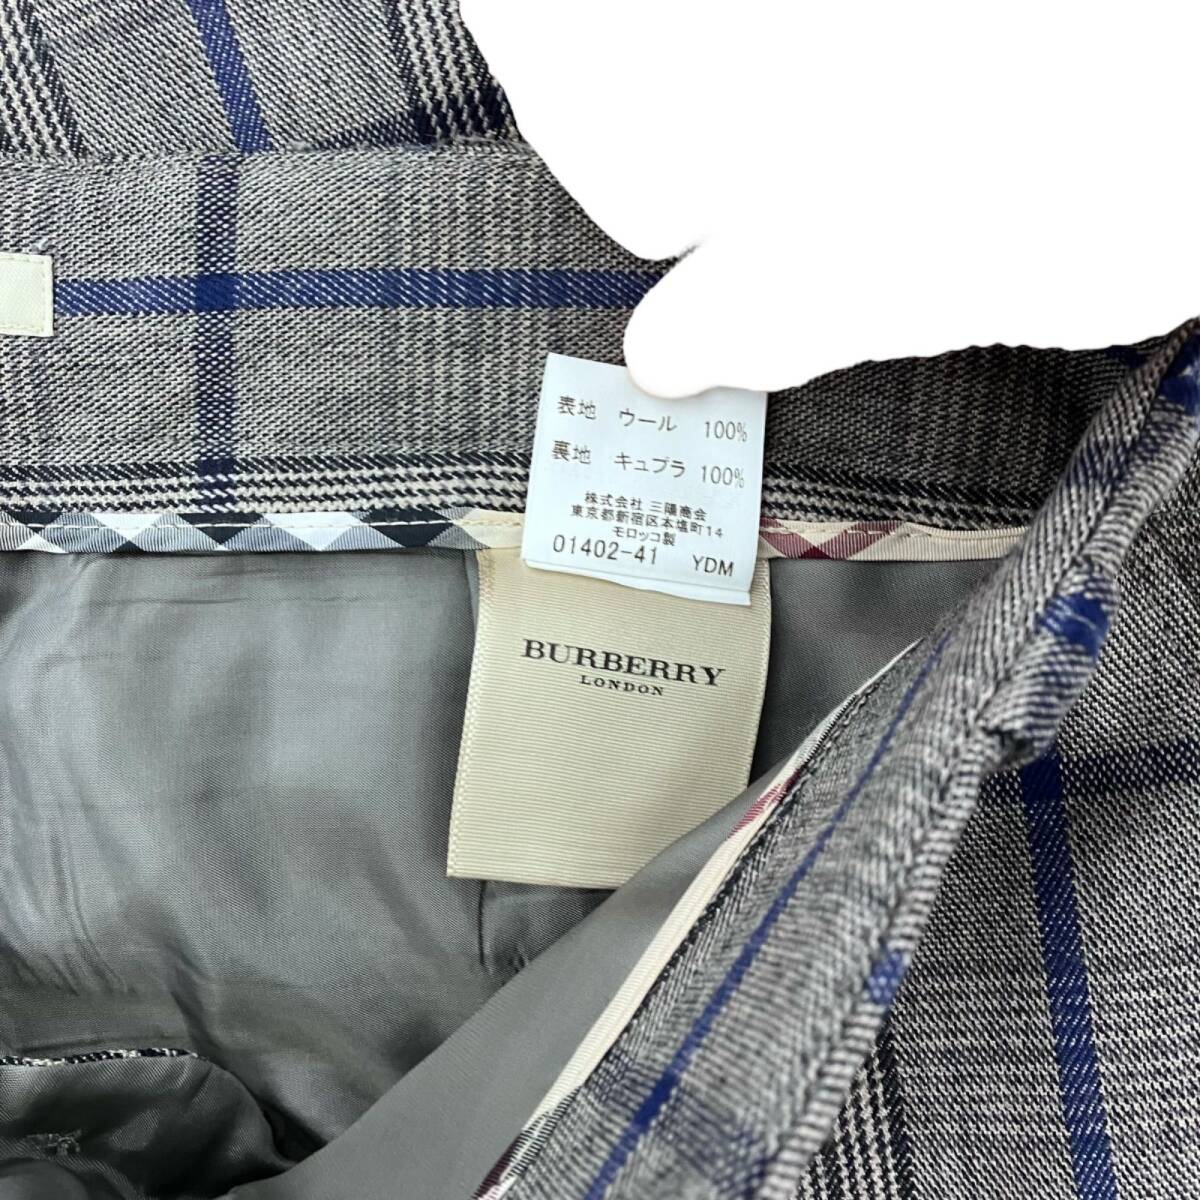 表地 ウール 100%
裏地 キュプラ 100%
株式会社 三陽商会
東京都新宿区本塩町14
モロッコ製
01402-41 YDM
BURBERRY
LONDON